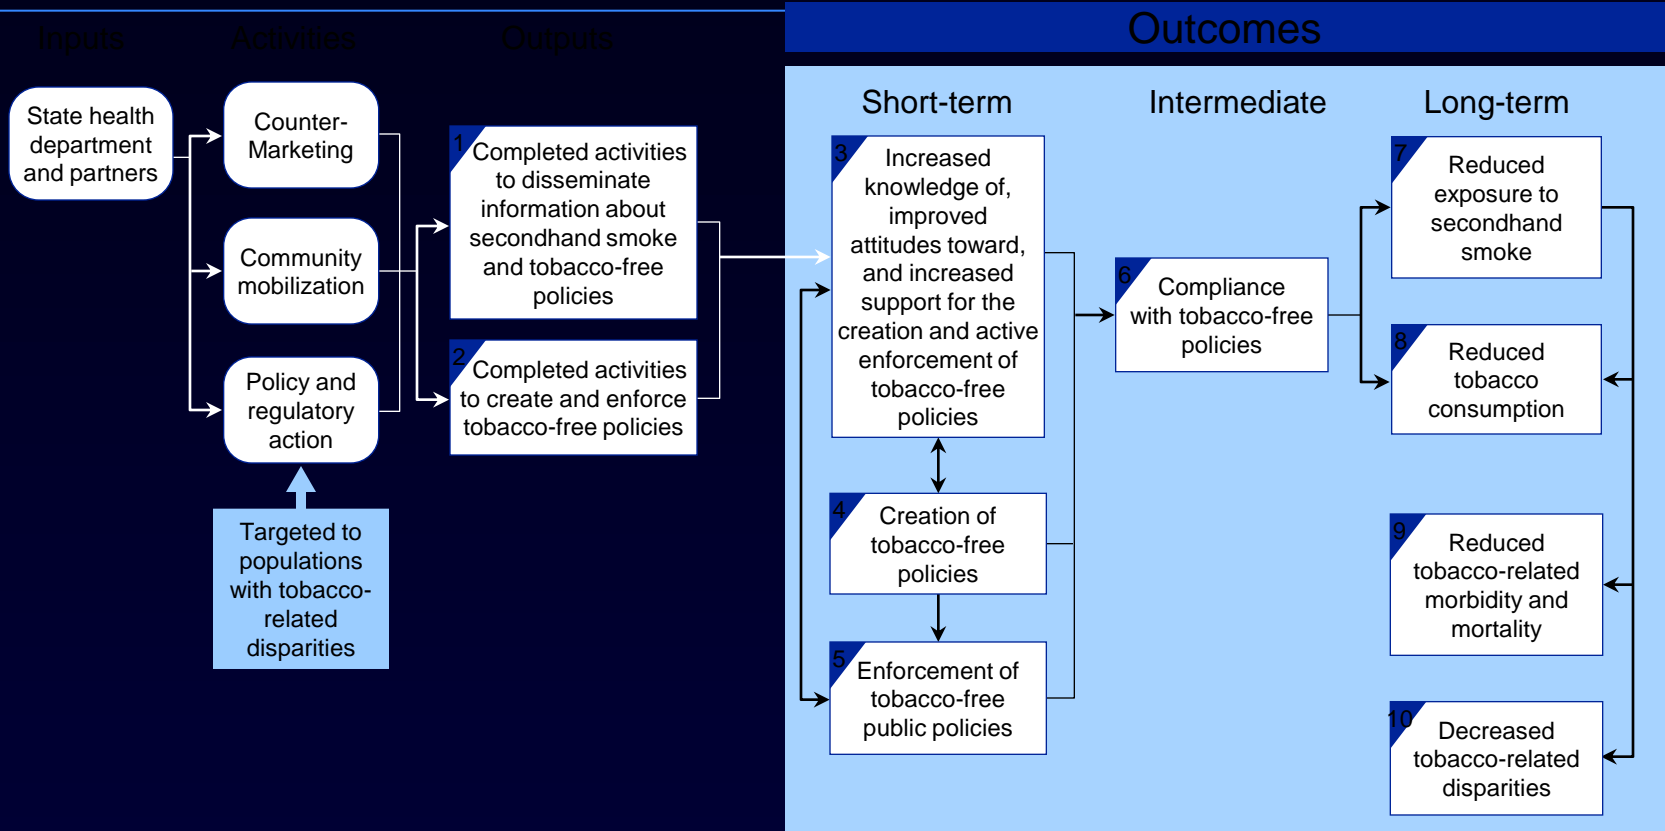 Inputs
Activities
Outputs
Outcomes
Short-term
Intermediate
Long-term
State health
department
and partners
Counter-
Marketing
Community
mobilization
Policy and
regulatory
action
Targeted to
populations
with tobacco-
related
disparities
1
Completed activities
to disseminate
information about
secondhand smoke
and tobacco-free
policies
2
Completed activities
to create and enforce
tobacco-free policies
3
Increased
knowledge of,
improved
attitudes toward,
and increased
support for the
creation and active
enforcement of
tobacco-free
policies
4
Creation of
tobacco-free
policies
5
Enforcement of
tobacco-free
public policies
6
Compliance
with tobacco-free
policies
7
Reduced
exposure to
secondhand
smoke
8
Reduced
tobacco
consumption
9
Reduced
tobacco-related
morbidity and
mortality
10
Decreased
tobacco-related
disparities